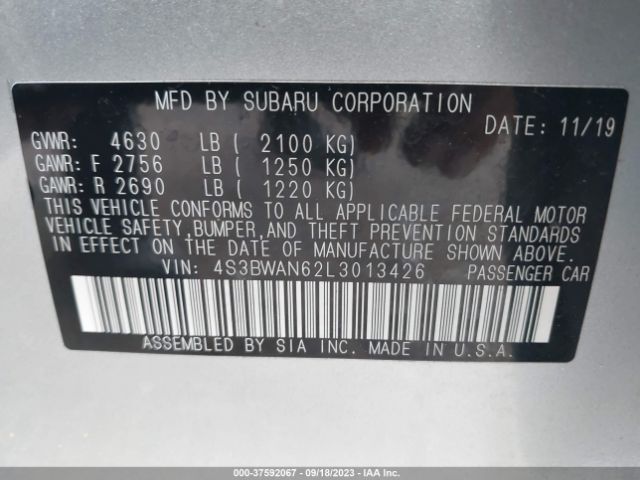 MFD BY SUBARU CORPORATION
DATE: 11/19
GVWR: 4630 LB ( 2100 KG)
GAWR: F 2756 LB ( 1250 KG)
GAWR: R 2690 LB ( 1220 KG)
THIS VEHICLE CONFORMS TO ALL APPLICABLE FEDERAL MOTOR
VEHICLE SAFETY, BUMPER, AND THEFT PREVENTION STANDARDS
IN EFFECT ON THE DATE OF MANUFACTURE SHOWN ABOVE.
VIN: 4S3BWAN62L3013426 PASSENGER CAR
ASSEMBLED BY SIA INC. MADE IN U.S.A.
000-37592067 - 09/18/2023 - IAAI.COM